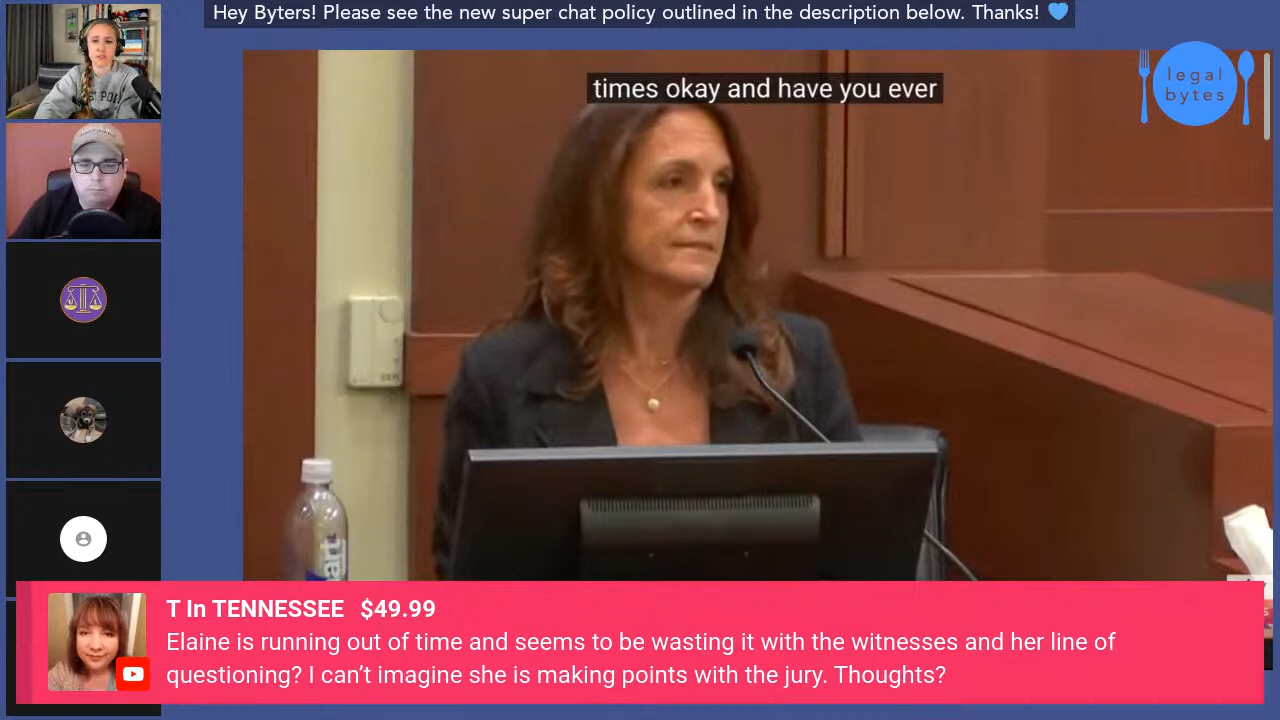 Hey Byters! Please see the new super chat policy outlined in the description below. Thanks! 💙
times okay and have you ever
legal
bytes
T In TENNESSEE $49.99
Elaine is running out of time and seems to be wasting it with the witnesses and her line of
questioning? I can’t imagine she is making points with the jury. Thoughts?